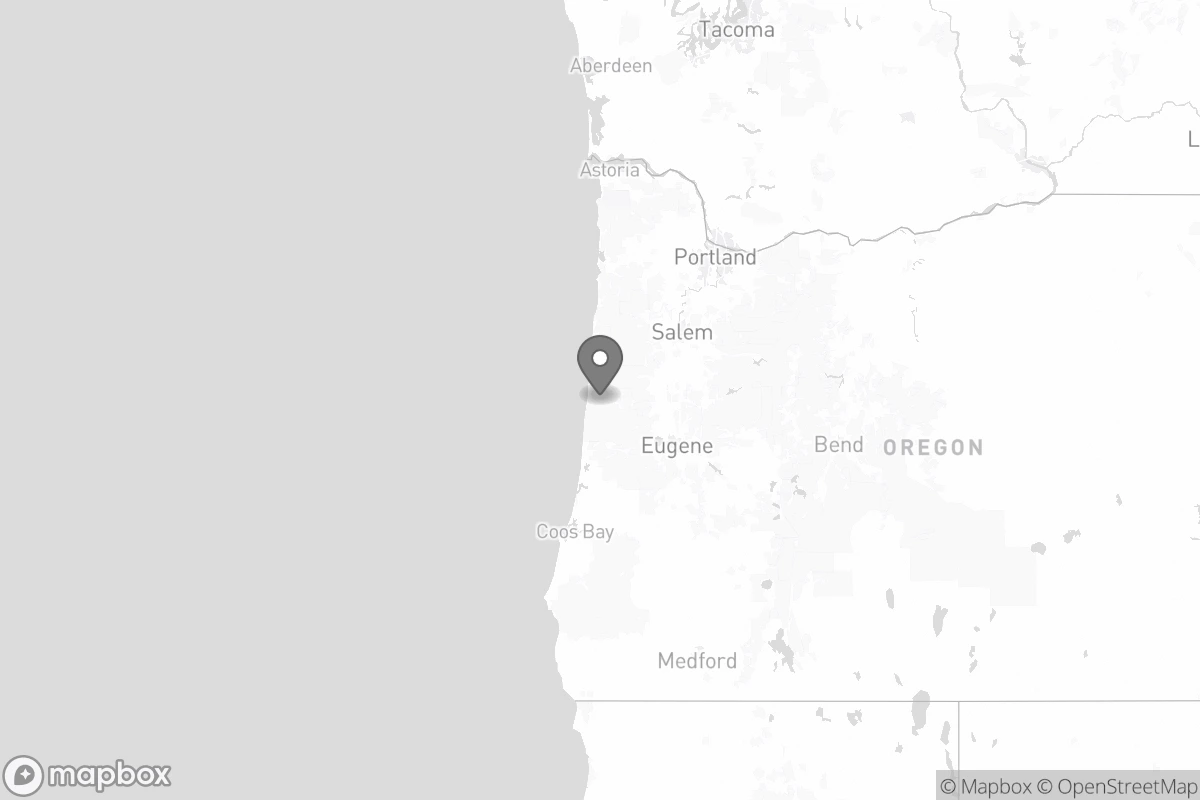 Tacoma
Aberdeen
L
Astoria
Portland
Salem
Eugene
Bend
OREGON
Coos Bay
Medford
mapbox
© Mapbox © OpenStreetMap